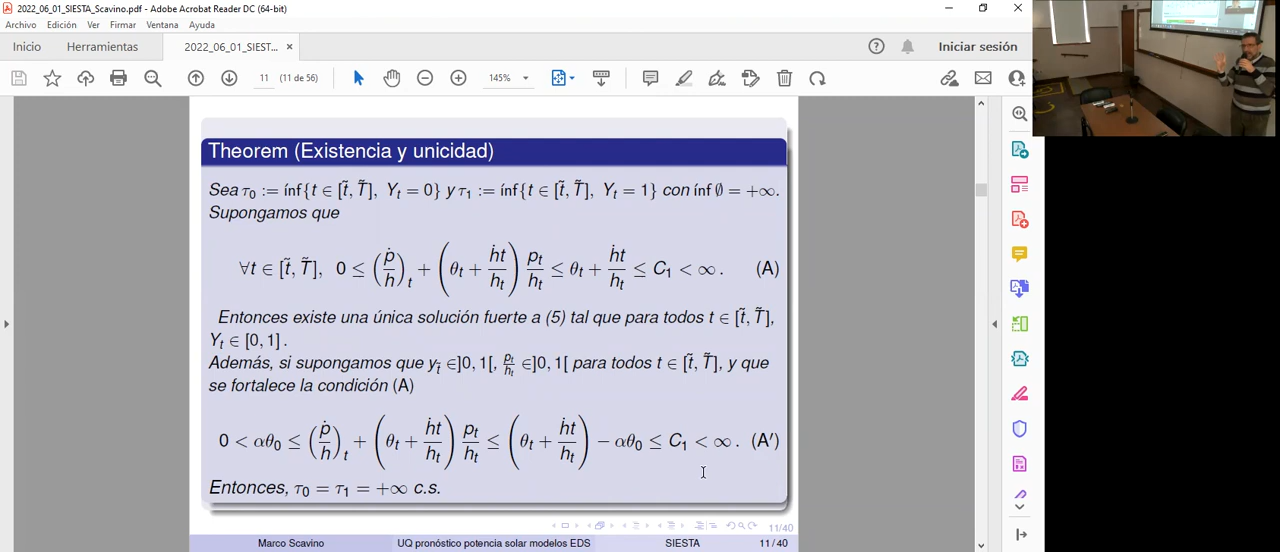 2022_06_01_SIESTA_Scavino.pdf - Adobe Acrobat Reader DC (64-bit)
Archivo Edición Ver Firmar Ventana Ayuda
Inicio Herramientas 2022_06_01_SIEST... × Iniciar sesión
11 (11 de 56) 145%
Theorem (Existencia y unicidad)
Sea τ₀ := ínf{t ∈ [t̃, T̃], Yₜ = 0} y τ₁ := ínf{t ∈ [t̃, T̃], Yₜ = 1} con ínf ∅ = +∞.
Supongamos que
∀t ∈ [t̃, T̃], 0 ≤ (ṗ/h)ₜ + (θₜ + ḣt/hₜ) pₜ/hₜ ≤ θₜ + ḣt/hₜ ≤ C₁ < ∞. (A)
Entonces existe una única solución fuerte a (5) tal que para todos t ∈ [t̃, T̃],
Yₜ ∈ [0, 1].
Además, si supongamos que y_t̃ ∈]0, 1[, pₜ/hₜ ∈]0, 1[ para todos t ∈ [t̃, T̃], y que
se fortalece la condición (A)
0 < αθ₀ ≤ (ṗ/h)ₜ + (θₜ + ḣt/hₜ) pₜ/hₜ ≤ (θₜ + ḣt/hₜ) − αθ₀ ≤ C₁ < ∞. (A′)
Entonces, τ₀ = τ₁ = +∞ c.s.
11/40
Marco Scavino UQ pronóstico potencia solar modelos EDS SIESTA 11 / 40